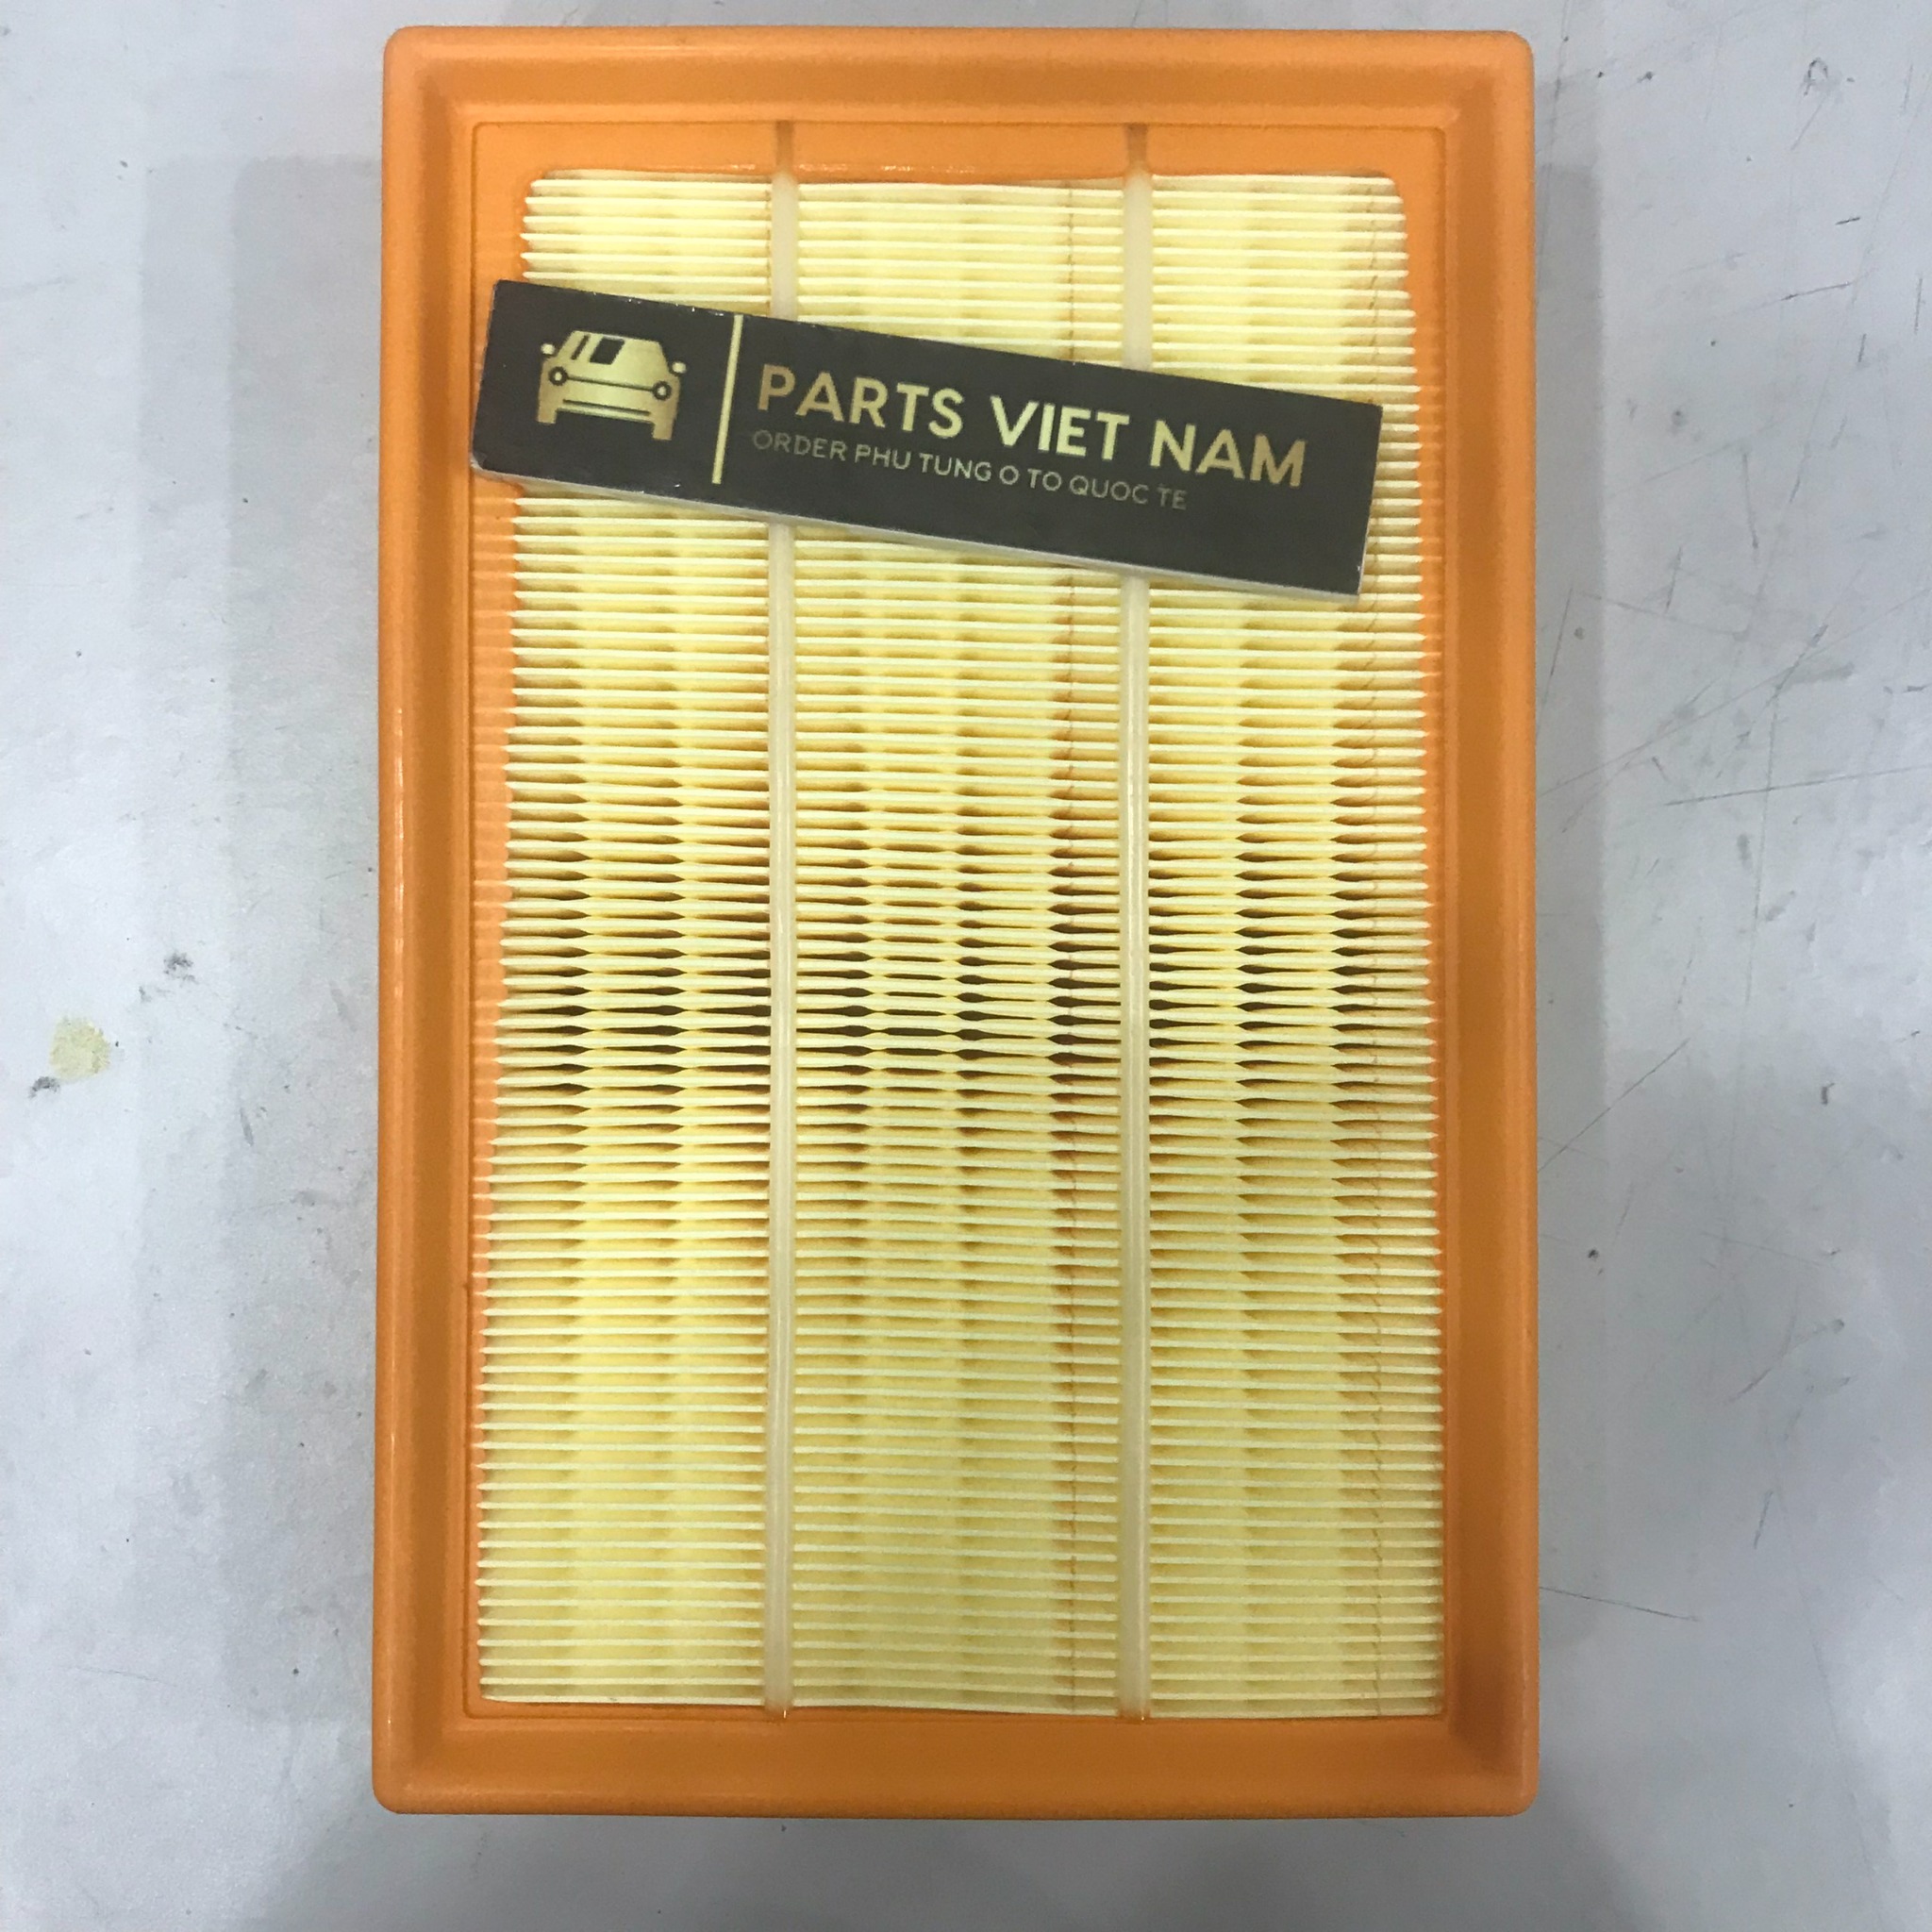 PARTS VIET NAM
ORDER PHU TUNG O TO QUOC TE